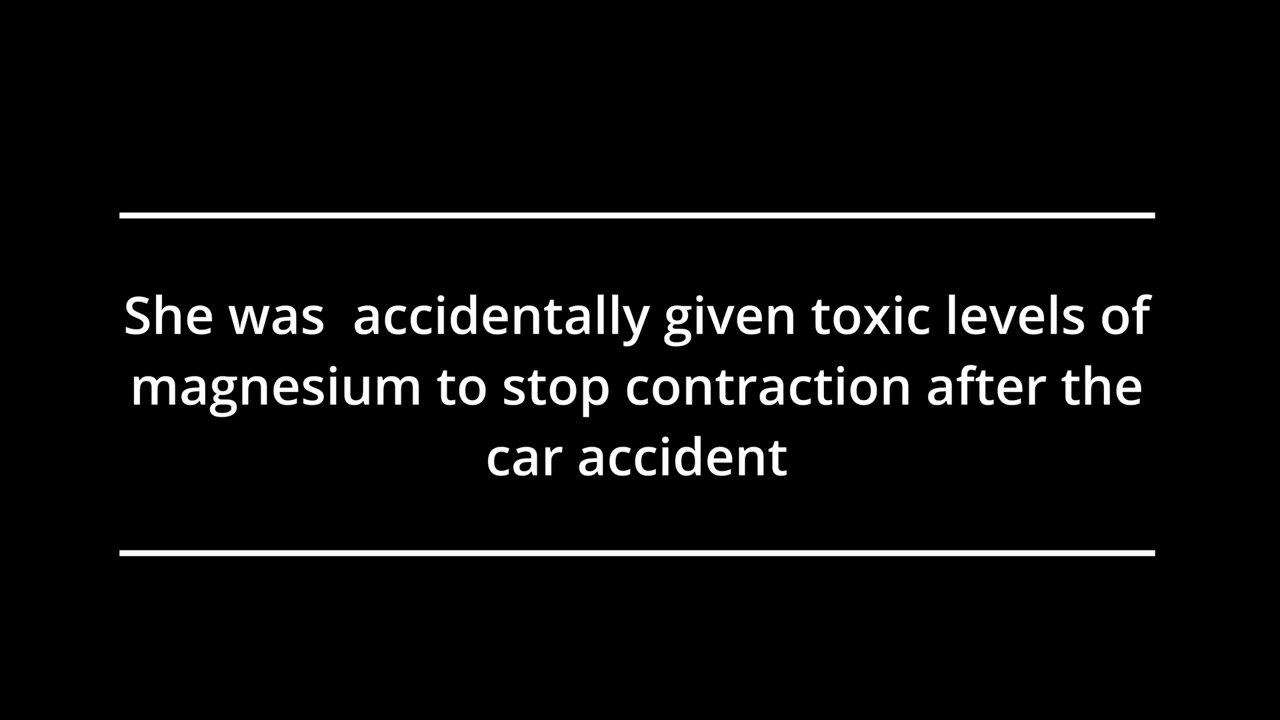 She was  accidentally given toxic levels of
magnesium to stop contraction after the
car accident